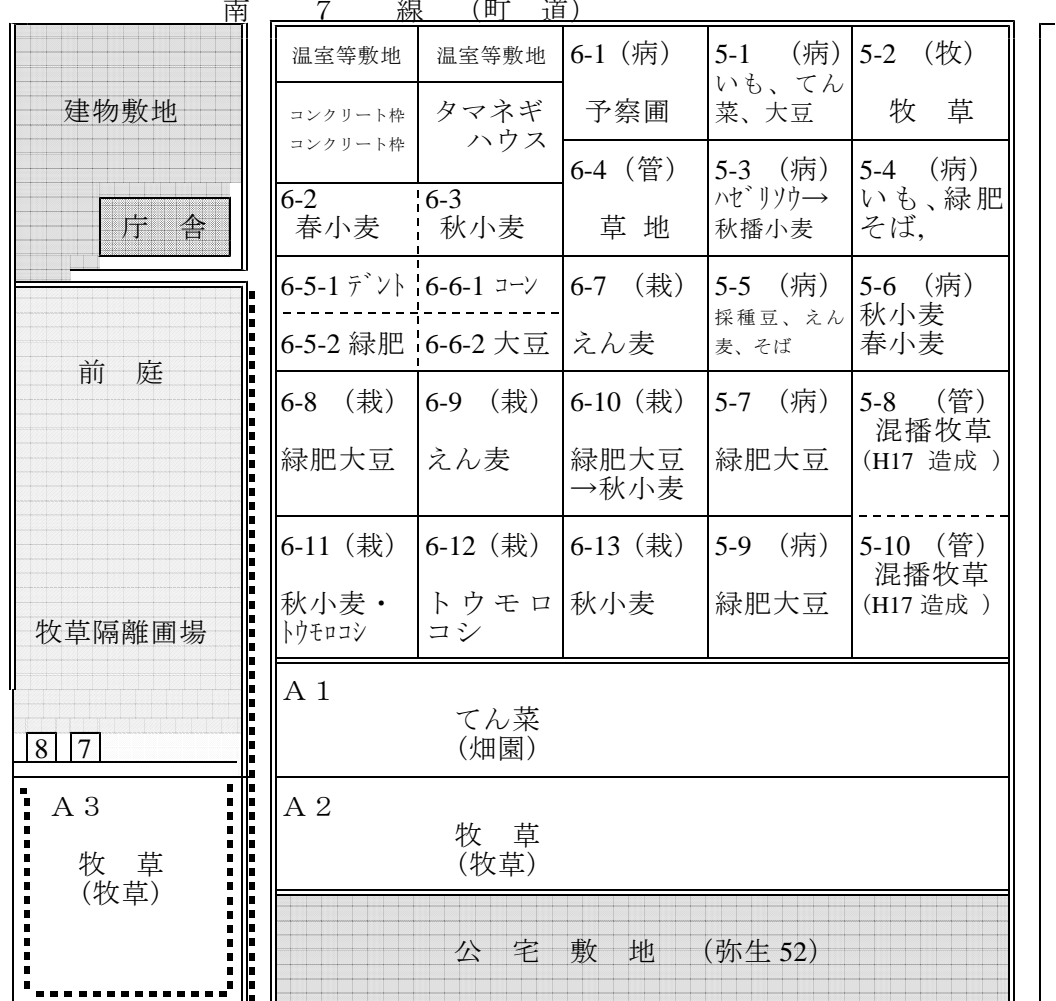 南　7　線　(町　道)
建物敷地
庁　舎
前　庭
牧草隔離圃場
8 7
A 3
牧　草
(牧草)
温室等敷地
温室等敷地
6-1（病）
予察圃
5-1　（病）
いも、てん
菜、大豆
5-2　（牧）
牧　草
コンクリート枠
コンクリート枠
タマネギ
ハウス
6-2
春小麦
6-3
秋小麦
6-4（管）
草 地
5-3　（病）
ﾊｾﾞﾘｿｳ→
秋播小麦
5-4　（病）
いも、緑肥
そば,
6-5-1 ﾃﾞﾝﾄ
6-6-1 ｺｰﾝ
6-5-2 緑肥
6-6-2 大豆
6-7　（栽）
えん麦
5-5　（病）
採種豆、えん
麦、そば
5-6　（病）
秋小麦
春小麦
6-8　（栽）
緑肥大豆
6-9　（栽）
えん麦
6-10（栽）
緑肥大豆
→秋小麦
5-7　（病）
緑肥大豆
5-8　（管）
混播牧草
(H17 造成 )
6-11（栽）
秋小麦・
ﾄｳﾓﾛｺｼ
6-12（栽）
トウモロ
コシ
6-13（栽）
秋小麦
5-9　（病）
緑肥大豆
5-10　（管）
混播牧草
(H17 造成 )
A 1
てん菜
(畑園)
A 2
牧　草
(牧草)
公　宅　敷　地　(弥生 52)